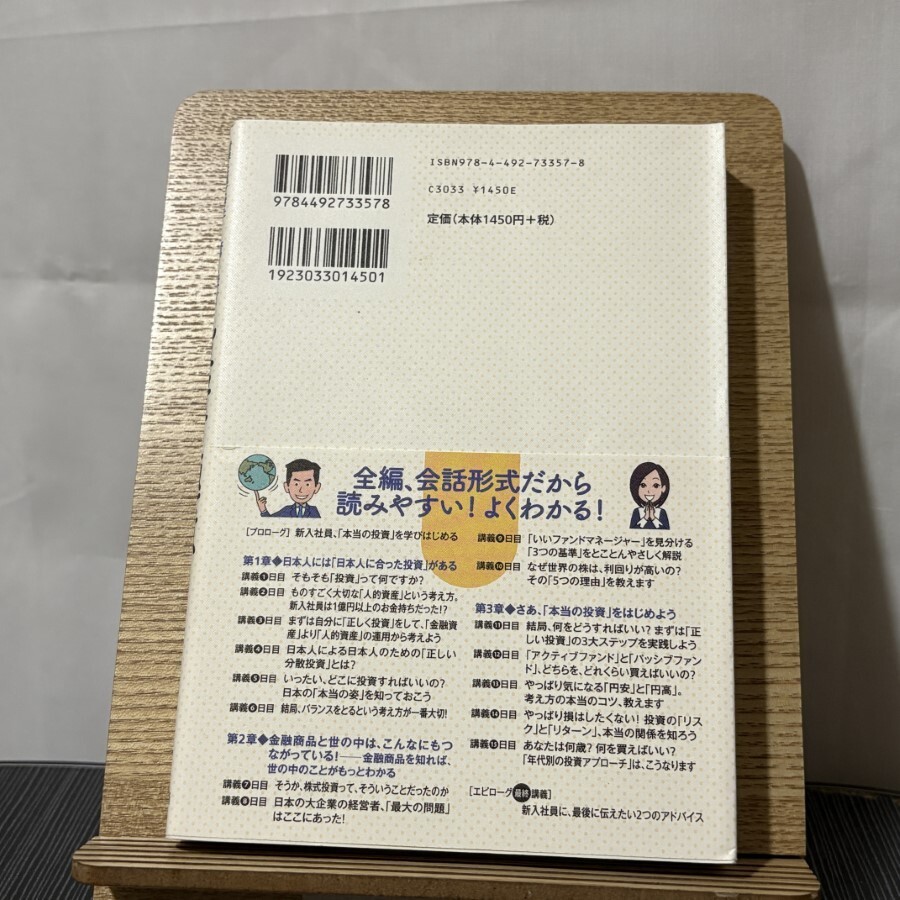 ISBN978-4-492-73357-8
C3033 ¥1450E
定価(本体1450円+税)
9784492733578
1923033014501
全編、会話形式だから
読みやすい!よくわかる!
[プロローグ] 新入社員、「本当の投資」を学びはじめる
第1章◆日本人には「日本人に合った投資」がある
講義❶日目 そもそも「投資」って何ですか?
講義❷日目 ものすごく大切な「人的資産」という考え方。
新入社員は1億円以上のお金持ちだった!?
講義❸日目 まずは自分に「正しく投資」をして、「金融資
産」より「人的資産」の運用から考えよう
講義❹日目 日本人による日本人のための「正しい
分散投資」とは?
講義❺日目 いったい、どこに投資すればいいの?
日本の「本当の姿」を知っておこう
講義❻日目 結局、バランスをとるという考え方が一番大切!
第2章◆金融商品と世の中は、こんなにもつ
ながっている!──金融商品を知れば、
世の中のことがもっとわかる
講義❼日目 そうか、株式投資って、そういうことだったのか
講義❽日目 日本の大企業の経営者、「最大の問題」
はここにあった!
講義❾日目 「いいファンドマネージャー」を見分ける
「3つの基準」をとことんやさしく解説
講義❿日目 なぜ世界の株は、利回りが高いの?
その「5つの理由」を教えます
第3章◆さあ、「本当の投資」をはじめよう
講義⓫日目 結局、何をどうすればいい? まずは「正
しい投資」の3大ステップを実践しよう
講義⓬日目 「アクティブファンド」と「パッシブファン
ド」、どちらを、どれくらい買えばいいの?
講義⓭日目 やっぱり気になる「円安」と「円高」。
考え方の本当のコツ、教えます
講義⓮日目 やっぱり損はしたくない! 投資の「リス
ク」と「リターン」、本当の関係を知ろう
講義⓯日目 あなたは何歳? 何を買えばいい?
「年代別の投資アプローチ」は、こうなります
[エピローグ 最終 講義]
新入社員に、最後に伝えたい2つのアドバイス